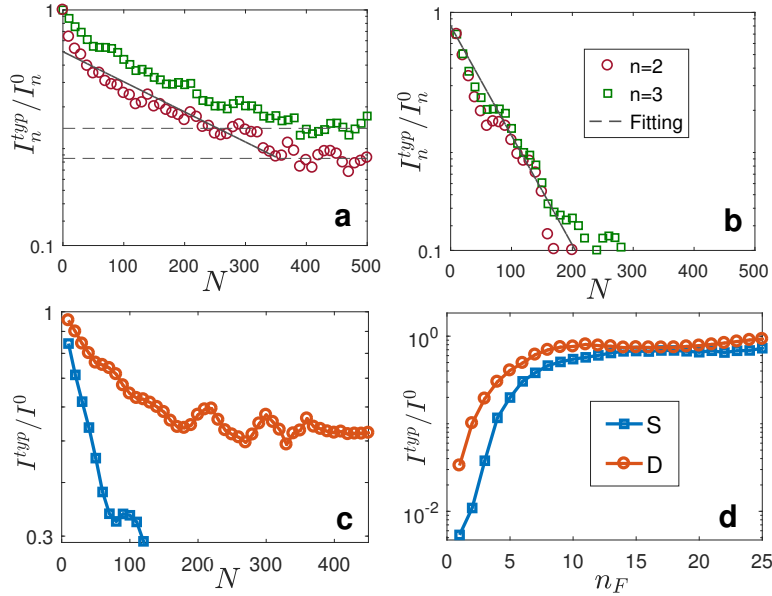 1
0.1
0
100
200
300
400
500
N
I_n^{typ}/I_n^0
a
1
0.1
0
100
200
300
400
500
N
I_n^{typ}/I_n^0
n=2
n=3
Fitting
b
1
0.3
0
100
200
300
400
N
I^{typ}/I^0
c
10^0
10^{-2}
0
5
10
15
20
25
n_F
I^{typ}/I^0
S
D
d